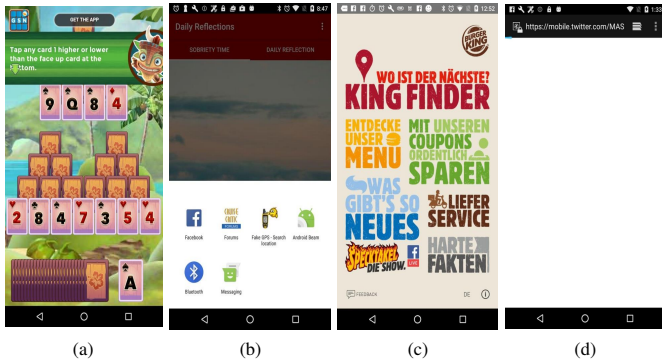 GSN
GET THE APP
Tap any card 1 higher or lower
than the face up card at the
bottom.
9 Q 8 4
2 8 4 7 3 5 4
A
8:47
Daily Reflections
SOBRIETY TIME DAILY REFLECTION
Facebook Forums Fake GPS - Search
location Android Beam
Bluetooth Messaging
12:52
BURGER
KING
WO IST DER NÄCHSTE?
KING FINDER
ENTDECKE
UNSER
MENU
MIT UNSEREN
COUPONS
ORDENTLICH
SPAREN
WAS
GIBT'S SO
NEUES
LIEFER
SERVICE
SPECKTAKEL
DIE SHOW.
LIVE
HARTE
FAKTEN
FEEDBACK DE
1:33
https://mobile.twitter.com/MAS
(a) (b) (c) (d)